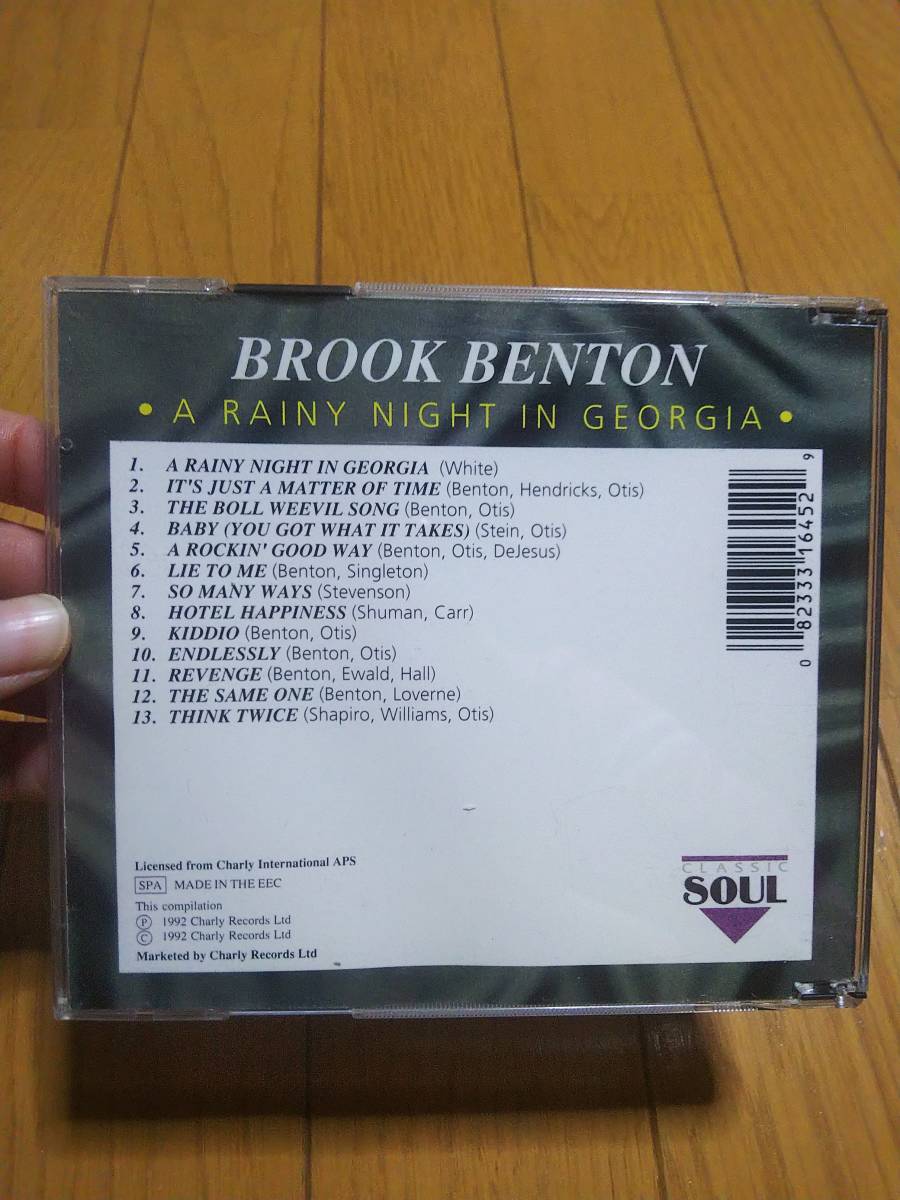 BROOK BENTON
• A RAINY NIGHT IN GEORGIA •
1. A RAINY NIGHT IN GEORGIA (White)
2. IT'S JUST A MATTER OF TIME (Benton, Hendricks, Otis)
3. THE BOLL WEEVIL SONG (Benton, Otis)
4. BABY (YOU GOT WHAT IT TAKES) (Stein, Otis)
5. A ROCKIN' GOOD WAY (Benton, Otis, DeJesus)
6. LIE TO ME (Benton, Singleton)
7. SO MANY WAYS (Stevenson)
8. HOTEL HAPPINESS (Shuman, Carr)
9. KIDDIO (Benton, Otis)
10. ENDLESSLY (Benton, Otis)
11. REVENGE (Benton, Ewald, Hall)
12. THE SAME ONE (Benton, Loverne)
13. THINK TWICE (Shapiro, Williams, Otis)
0 82333 16452 9
Licensed from Charly International APS
SPA MADE IN THE EEC
This compilation
Ⓟ 1992 Charly Records Ltd
© 1992 Charly Records Ltd
Marketed by Charly Records Ltd
CLASSIC
SOUL